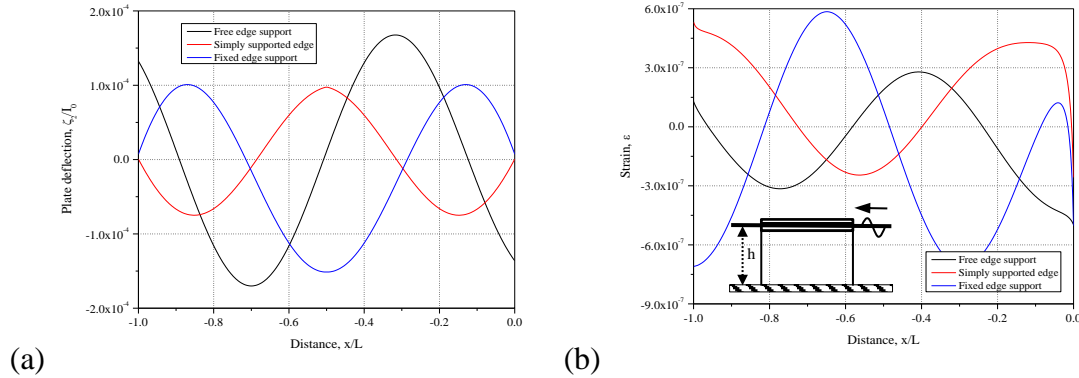 2.0x10⁻⁴
1.0x10⁻⁴
0.0
-1.0x10⁻⁴
-2.0x10⁻⁴
Plate deflection, ζ₂/I₀
Free edge support
Simply supported edge
Fixed edge support
-1.0 -0.8 -0.6 -0.4 -0.2 0.0
Distance, x/L
(a)
6.0x10⁻⁷
3.0x10⁻⁷
0.0
-3.0x10⁻⁷
-6.0x10⁻⁷
-9.0x10⁻⁷
Strain, ε
h
Free edge support
Simply supported edge
Fixed edge support
-1.0 -0.8 -0.6 -0.4 -0.2 0.0
Distance, x/L
(b)